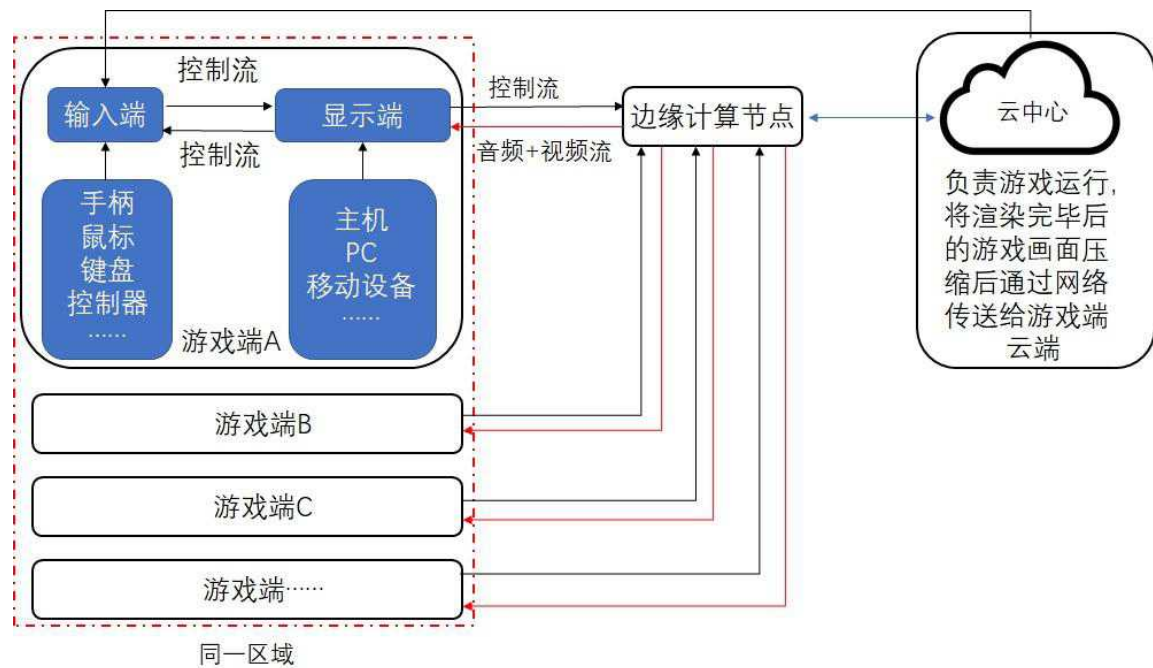 控制流
输入端
显示端
控制流
手柄
鼠标
键盘
控制器
……
主机
PC
移动设备
……
游戏端A
控制流
音频+视频流
边缘计算节点
云中心
负责游戏运行,
将渲染完毕后
的游戏画面压
缩后通过网络
传送给游戏端
云端
游戏端B
游戏端C
游戏端……
同一区域